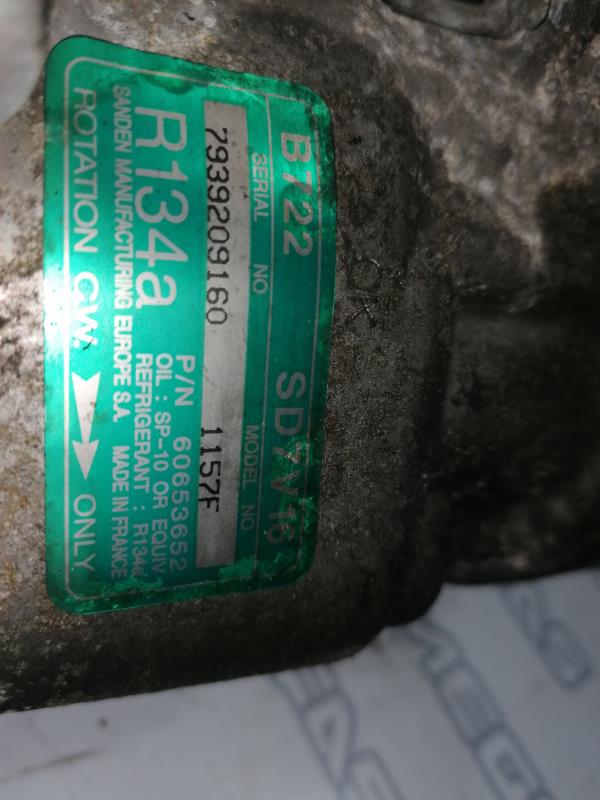 B722 SD7V16
SERIAL NO MODEL NO
7939209160 1157F
R134a P/N 60653652
OIL : SP-10 OR EQUIV
REFRIGERANT : R134a
SANDEN MANUFACTURING EUROPE S.A. MADE IN FRANCE
ROTATION C.W. ONLY
OK